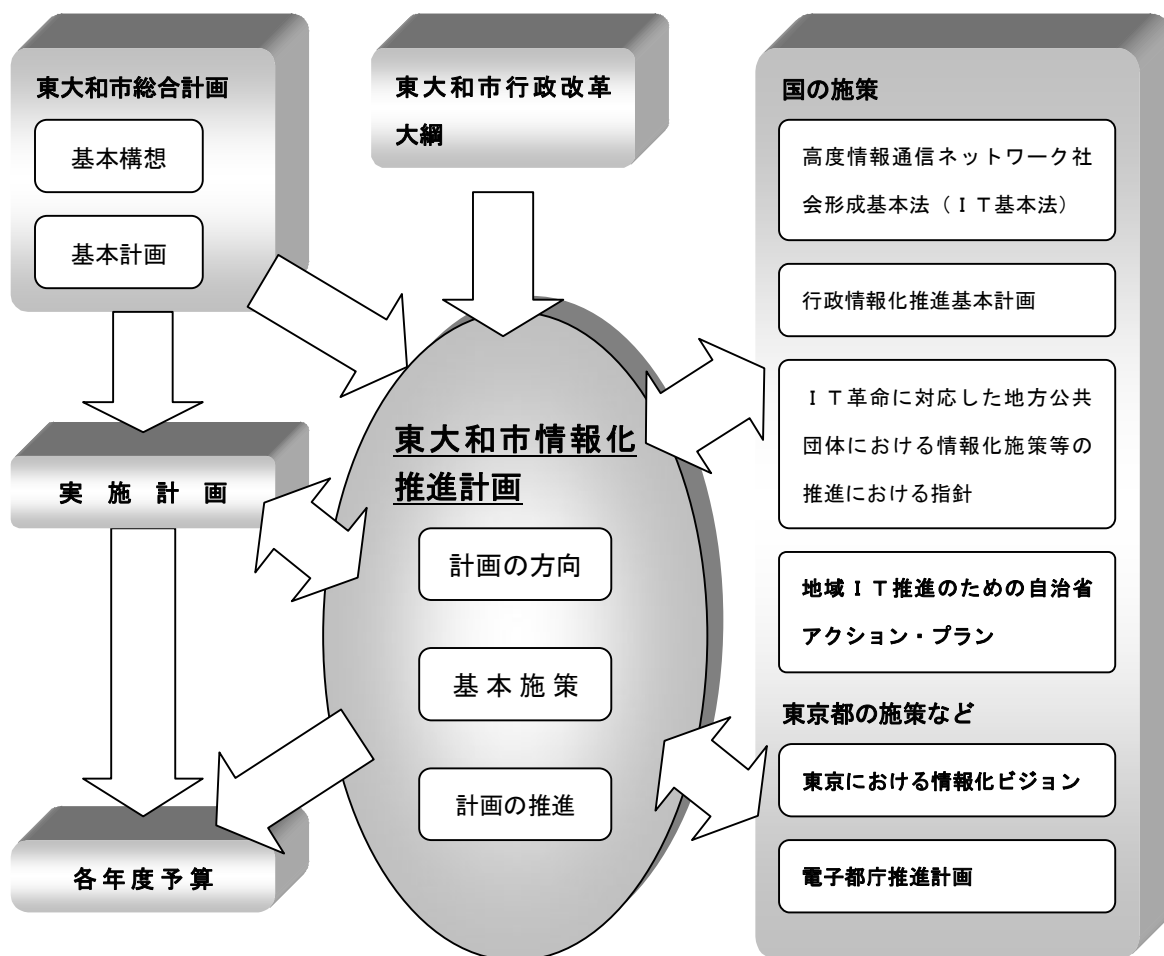 東大和市総合計画
基本構想
基本計画
東大和市行政改革
大綱
実施計画
各年度予算
東大和市情報化
推進計画
計画の方向
基本施策
計画の推進
国の施策
高度情報通信ネットワーク社
会形成基本法（ＩＴ基本法）
行政情報化推進基本計画
ＩＴ革命に対応した地方公共
団体における情報化施策等の
推進における指針
地域ＩＴ推進のための自治省
アクション・プラン
東京都の施策など
東京における情報化ビジョン
電子都庁推進計画